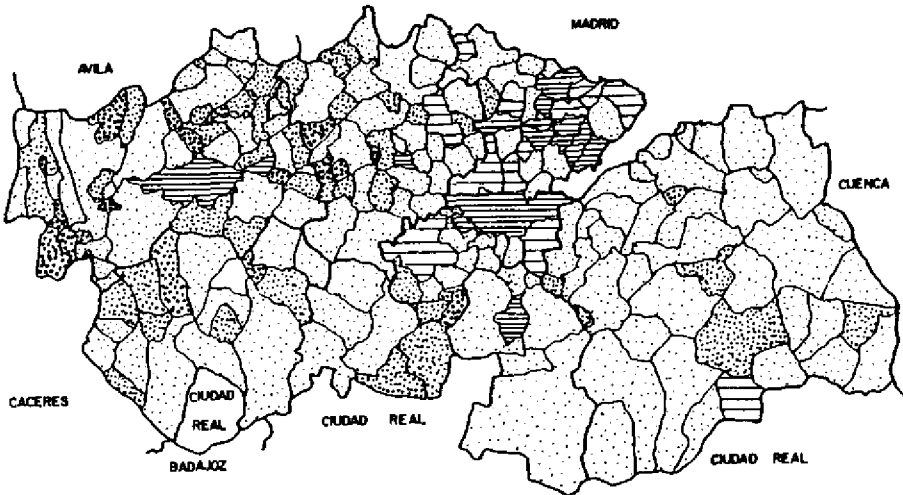 MADRID
AVILA
CUENCA
CACERES
CIUDAD
REAL
CIUDAD REAL
BADAJOZ
CIUDAD REAL